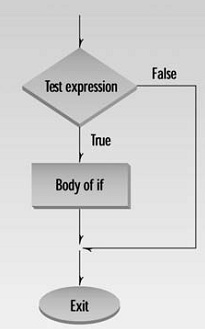 Test expression
False
True
Body of if
Exit